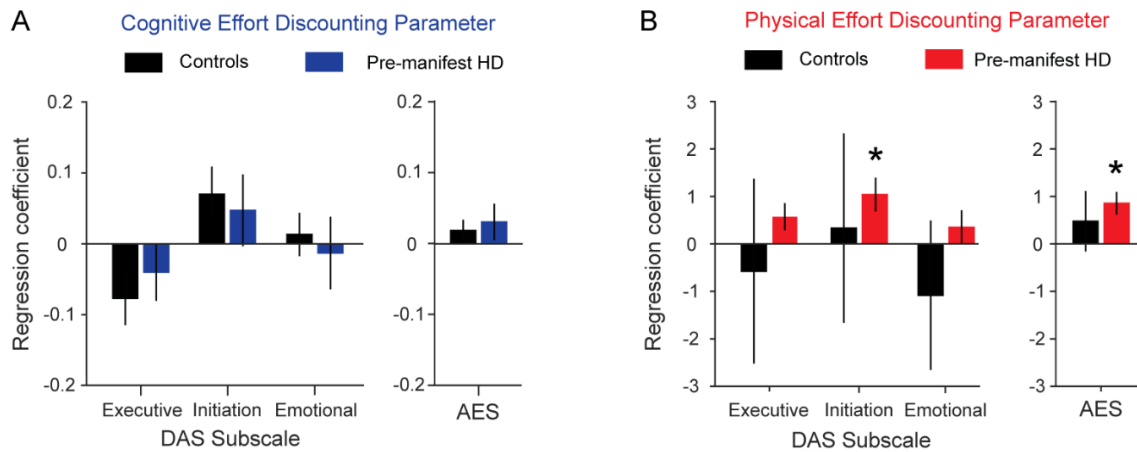 A
Cognitive Effort Discounting Parameter
Controls
Pre-manifest HD
Regression coefficient
0.2
0.1
0
-0.1
-0.2
Executive
Initiation
Emotional
DAS Subscale
0.2
0.1
0
-0.1
-0.2
AES
B
Physical Effort Discounting Parameter
Controls
Pre-manifest HD
Regression coefficient
3
2
1
0
-1
-2
-3
*
Executive
Initiation
Emotional
DAS Subscale
3
2
1
0
-1
-2
-3
*
AES